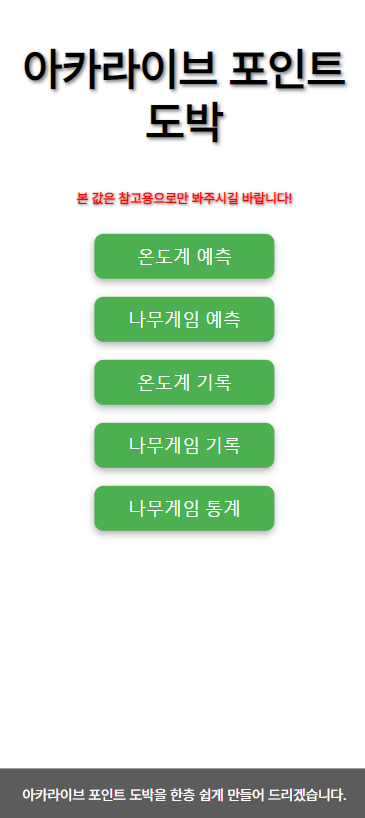 아카라이브 포인트
도박
본 값은 참고용으로만 봐주시길 바랍니다!
온도계 예측
나무게임 예측
온도계 기록
나무게임 기록
나무게임 통계
아카라이브 포인트 도박을 한층 쉽게 만들어 드리겠습니다.